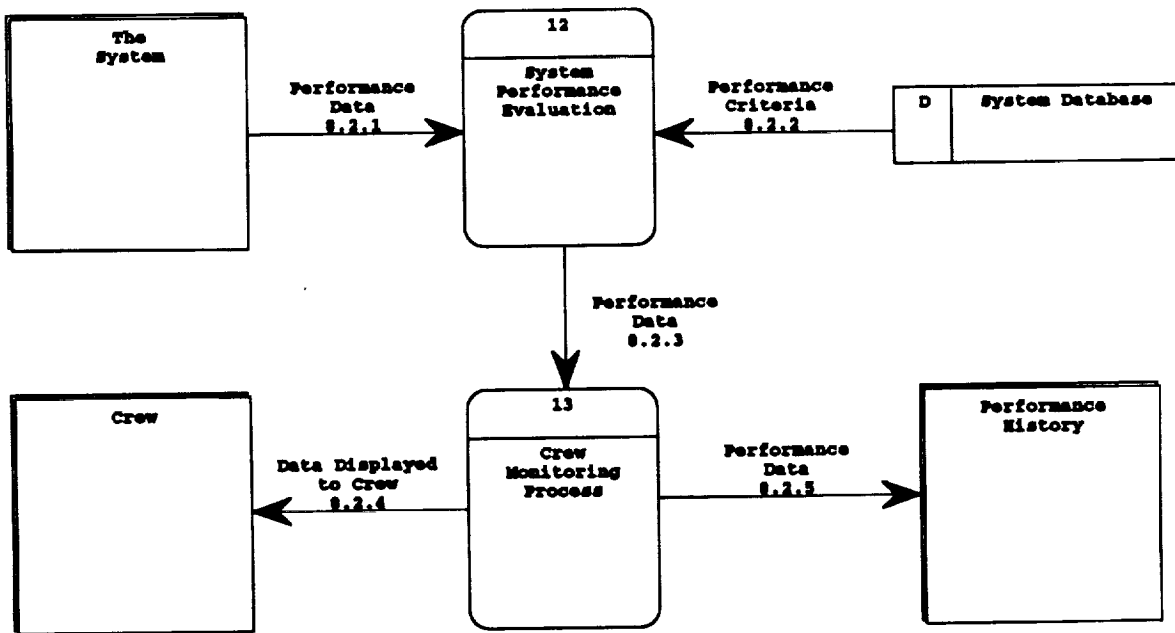 The
System
Performance
Data
8.2.1
12
System
Performance
Evaluation
Performance
Criteria
8.2.2
D
System Database
Performance
Data
8.2.3
Crew
Data Displayed
to Crew
8.2.4
13
Crew
Monitoring
Process
Performance
Data
8.2.5
Performance
History